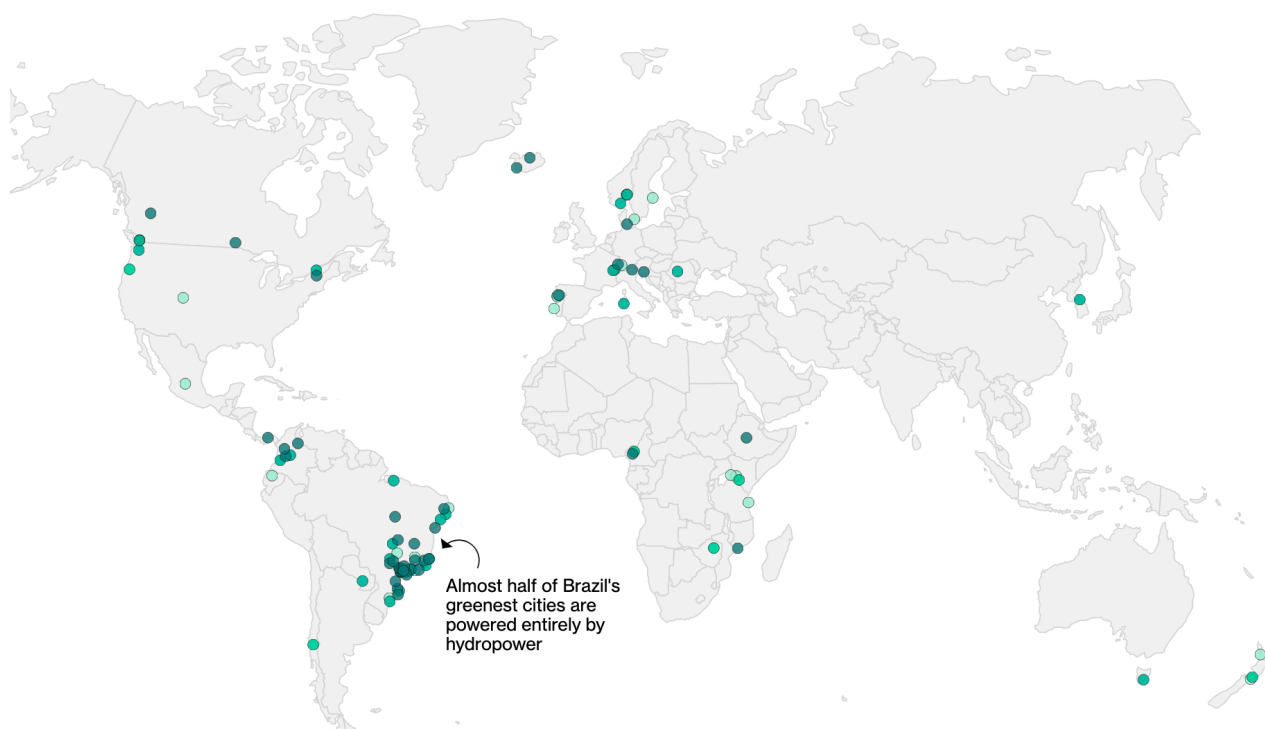 Almost half of Brazil's
greenest cities are
powered entirely by
hydropower